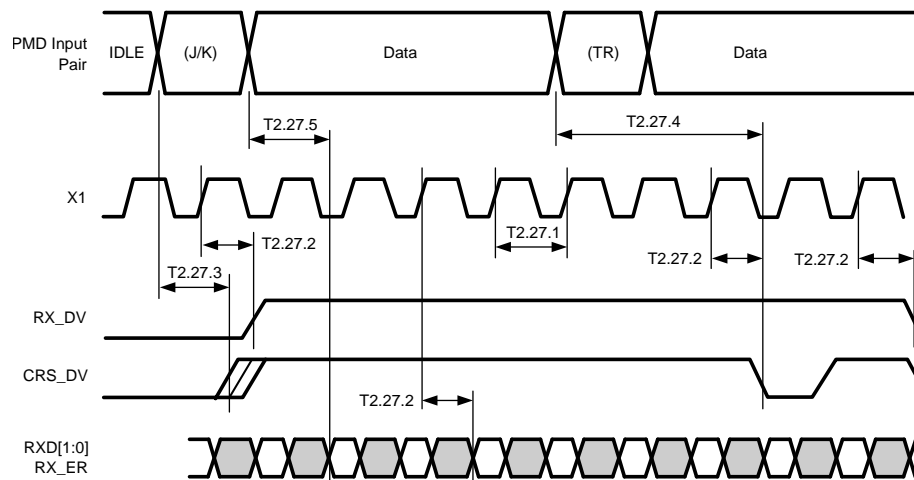 PMD Input
Pair
IDLE
(J/K)
Data
(TR)
Data
T2.27.5
T2.27.4
X1
T2.27.2
T2.27.1
T2.27.2
T2.27.2
T2.27.3
RX_DV
CRS_DV
T2.27.2
RXD[1:0]
RX_ER